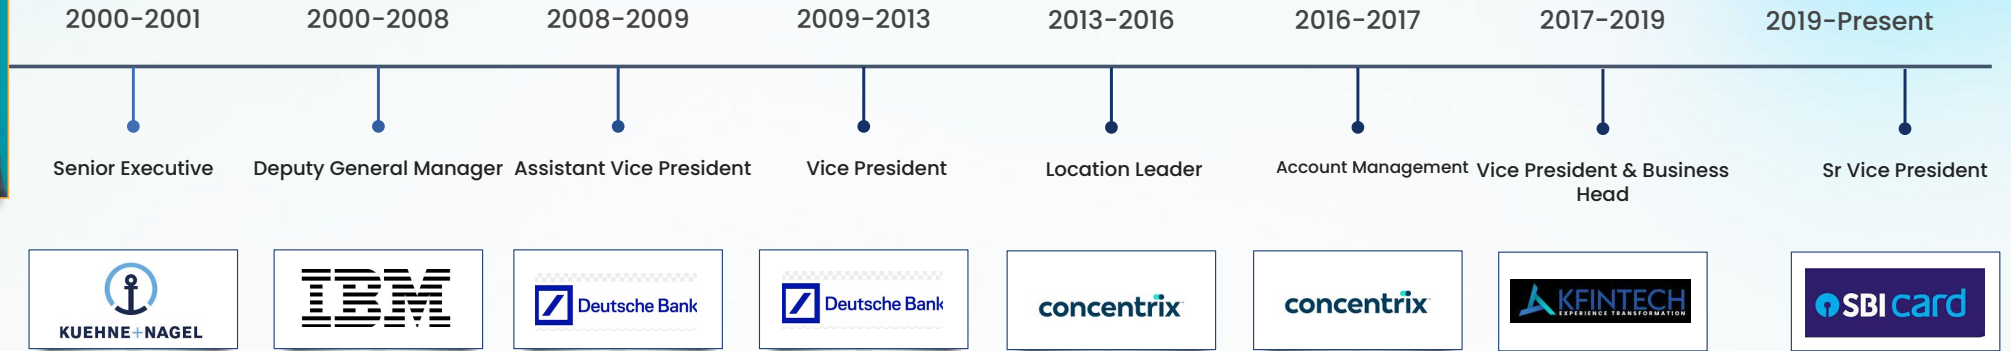 2000-2001 2000-2008 2008-2009 2009-2013 2013-2016 2016-2017 2017-2019 2019-Present
Senior Executive Deputy General Manager Assistant Vice President Vice President Location Leader Account Management Vice President & Business Sr Vice President
Head
KUEHNE+NAGEL IBM Deutsche Bank Deutsche Bank concentrix concentrix KFINTECH SBI card
EXPERIENCE TRANSFORMATION